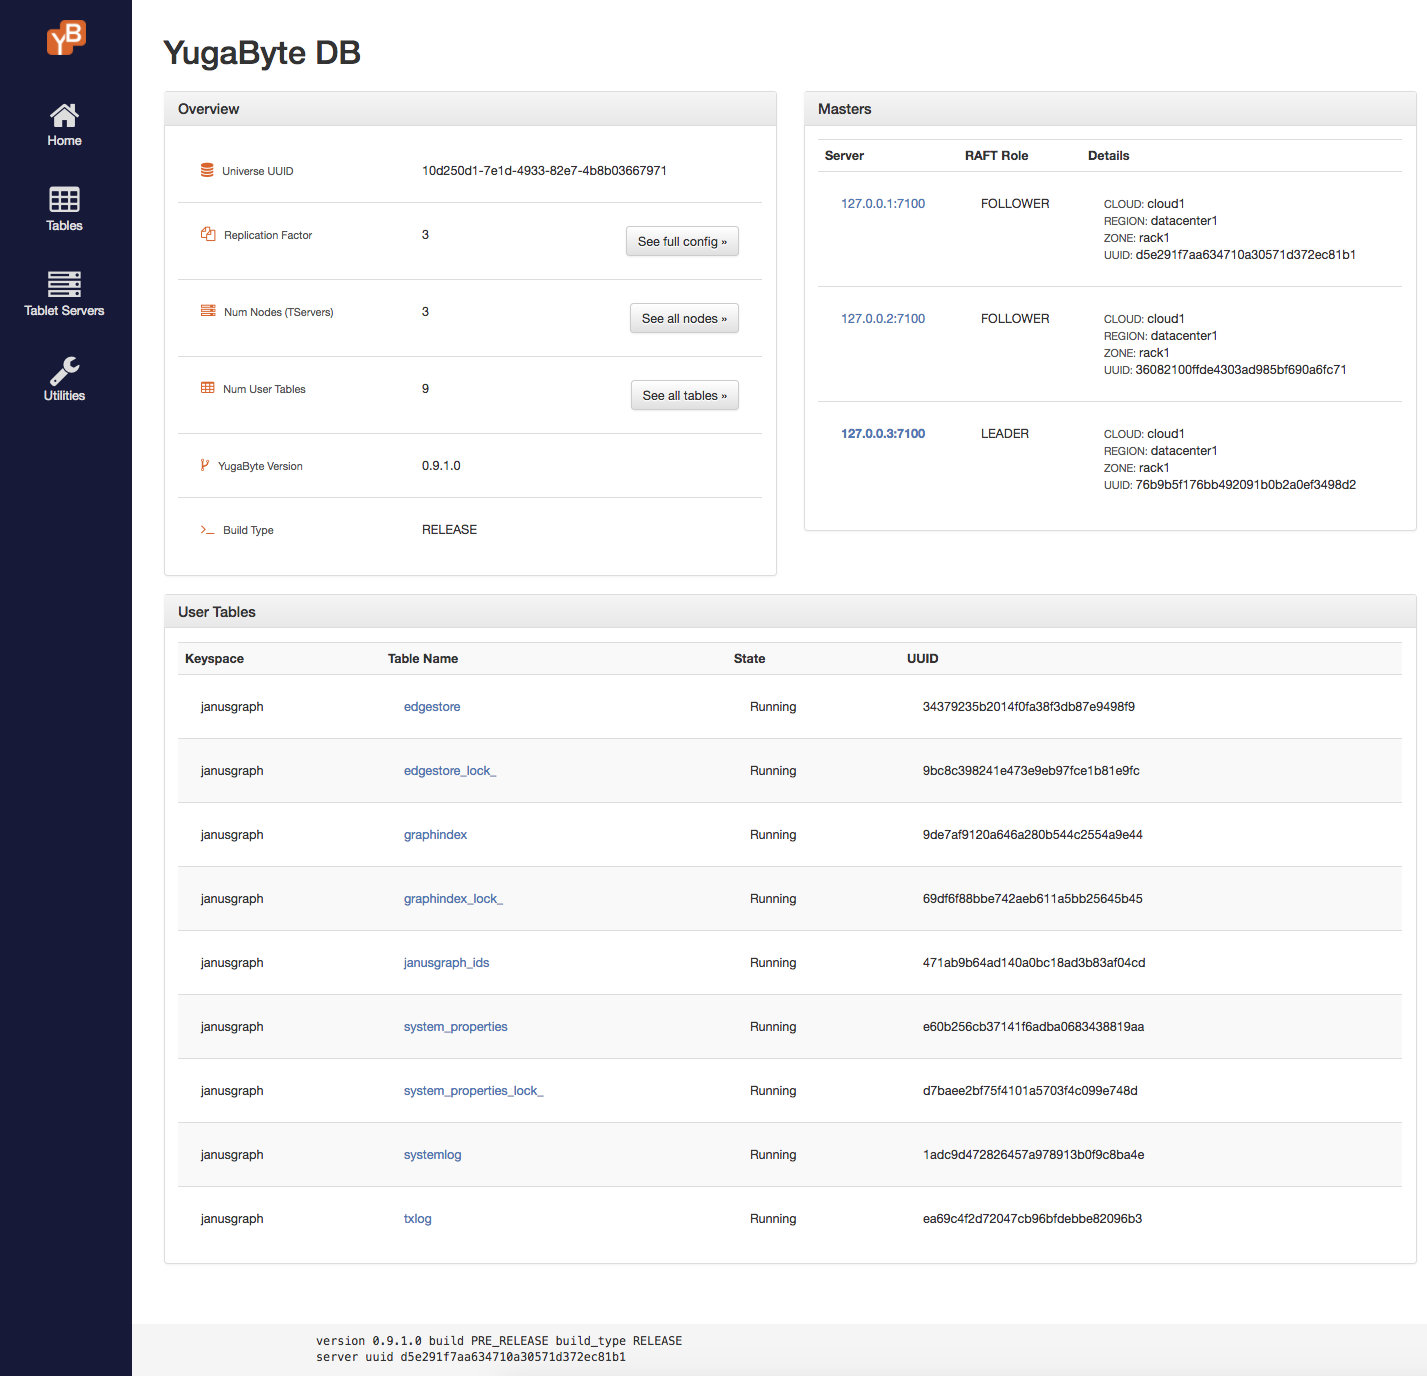 YB
Home
Tables
Tablet Servers
Utilities
YugaByte DB
Overview
Universe UUID 10d250d1-7e1d-4933-82e7-4b8b03667971
Replication Factor 3 See full config »
Num Nodes (TServers) 3 See all nodes »
Num User Tables 9 See all tables »
YugaByte Version 0.9.1.0
Build Type RELEASE
Masters
Server RAFT Role Details
127.0.0.1:7100 FOLLOWER CLOUD: cloud1
REGION: datacenter1
ZONE: rack1
UUID: d5e291f7aa634710a30571d372ec81b1
127.0.0.2:7100 FOLLOWER CLOUD: cloud1
REGION: datacenter1
ZONE: rack1
UUID: 36082100ffde4303ad985bf690a6fc71
127.0.0.3:7100 LEADER CLOUD: cloud1
REGION: datacenter1
ZONE: rack1
UUID: 76b9b5f176bb492091b0b2a0ef3498d2
User Tables
Keyspace Table Name State UUID
janusgraph edgestore Running 34379235b2014f0fa38f3db87e9498f9
janusgraph edgestore_lock_ Running 9bc8c398241e473e9eb97fce1b81e9fc
janusgraph graphindex Running 9de7af9120a646a280b544c2554a9e44
janusgraph graphindex_lock_ Running 69df6f88bbe742aeb611a5bb25645b45
janusgraph janusgraph_ids Running 471ab9b64ad140a0bc18ad3b83af04cd
janusgraph system_properties Running e60b256cb37141f6adba0683438819aa
janusgraph system_properties_lock_ Running d7baee2bf75f4101a5703f4c099e748d
janusgraph systemlog Running 1adc9d472826457a978913b0f9c8ba4e
janusgraph txlog Running ea69c4f2d72047cb96bfdebbe82096b3
version 0.9.1.0 build PRE_RELEASE build_type RELEASE
server uuid d5e291f7aa634710a30571d372ec81b1